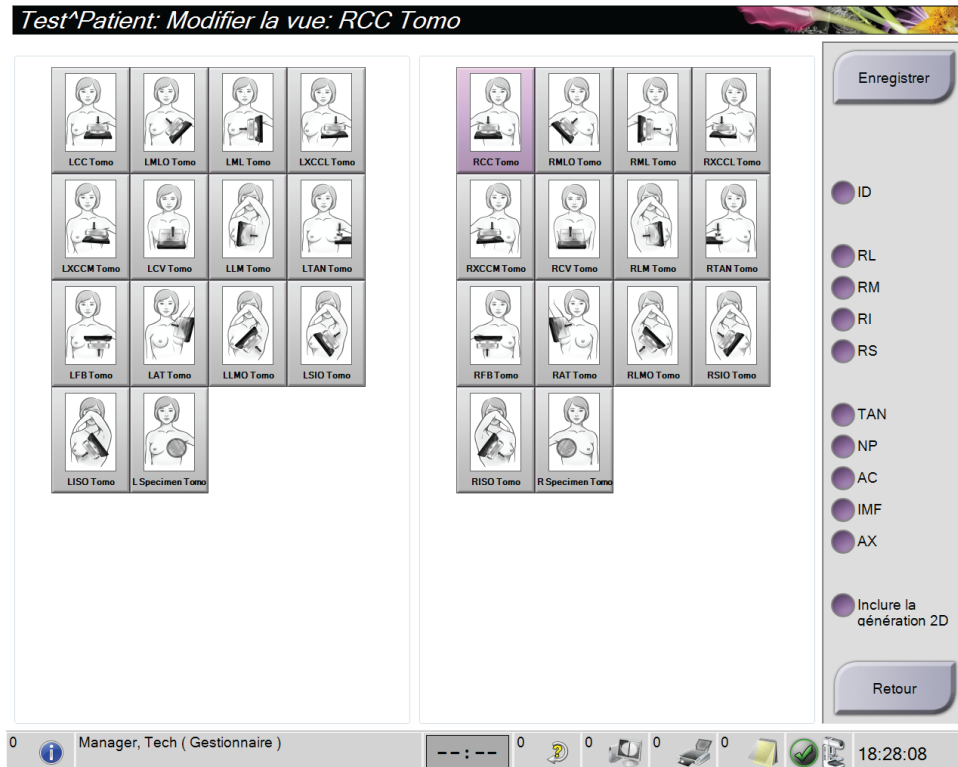 Test^Patient: Modifier la vue: RCC Tomo
LCC Tomo LMLO Tomo LML Tomo LXCCL Tomo
LXCCM Tomo LCV Tomo LLM Tomo LTAN Tomo
LFB Tomo LAT Tomo LLMO Tomo LSIO Tomo
LISO Tomo L Specimen Tomo
RCC Tomo RMLO Tomo RML Tomo RXCCL Tomo
RXCCM Tomo RCV Tomo RLM Tomo RTAN Tomo
RFB Tomo RAT Tomo RLMO Tomo RSIO Tomo
RISO Tomo R Specimen Tomo
Enregistrer
ID
RL
RM
RI
RS
TAN
NP
AC
IMF
AX
Inclure la
génération 2D
Retour
0 Manager, Tech ( Gestionnaire ) --:-- 0 0 0 0 18:28:08